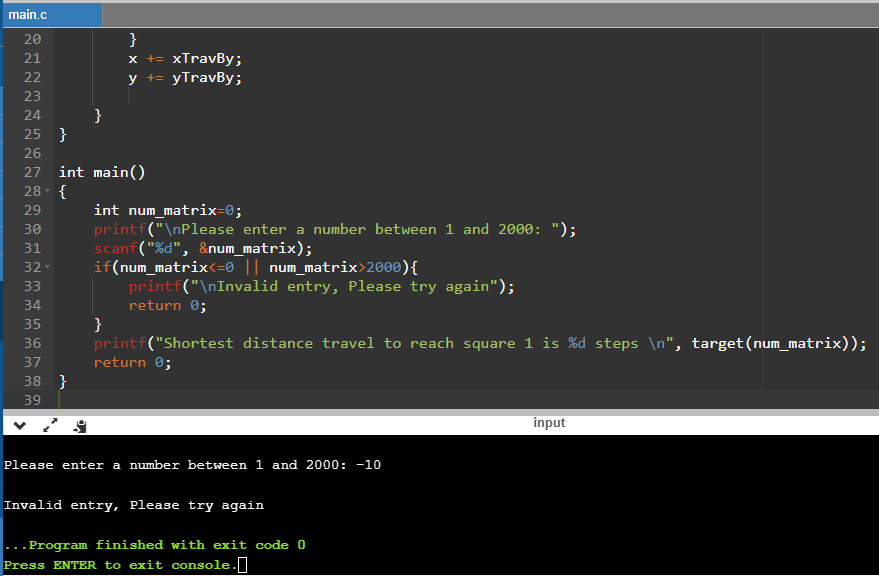 main.c
20 }
21 x += xTravBy;
22 y += yTravBy;
23
24 }
25 }
26
27 int main()
28 {
29 int num_matrix=0;
30 printf("\nPlease enter a number between 1 and 2000: ");
31 scanf("%d", &num_matrix);
32 if(num_matrix<=0 || num_matrix>2000){
33 printf("\nInvalid entry, Please try again");
34 return 0;
35 }
36 printf("Shortest distance travel to reach square 1 is %d steps \n", target(num_matrix));
37 return 0;
38 }
39
input
Please enter a number between 1 and 2000: -10
Invalid entry, Please try again
...Program finished with exit code 0
Press ENTER to exit console.